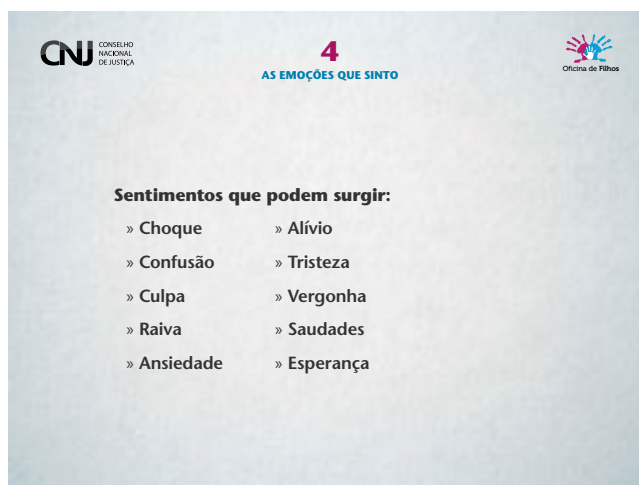 CNJ
CONSELHO
NACIONAL
DE JUSTIÇA
4
AS EMOÇÕES QUE SINTO
Oficina de Filhos
Sentimentos que podem surgir:
» Choque
» Confusão
» Culpa
» Raiva
» Ansiedade
» Alívio
» Tristeza
» Vergonha
» Saudades
» Esperança